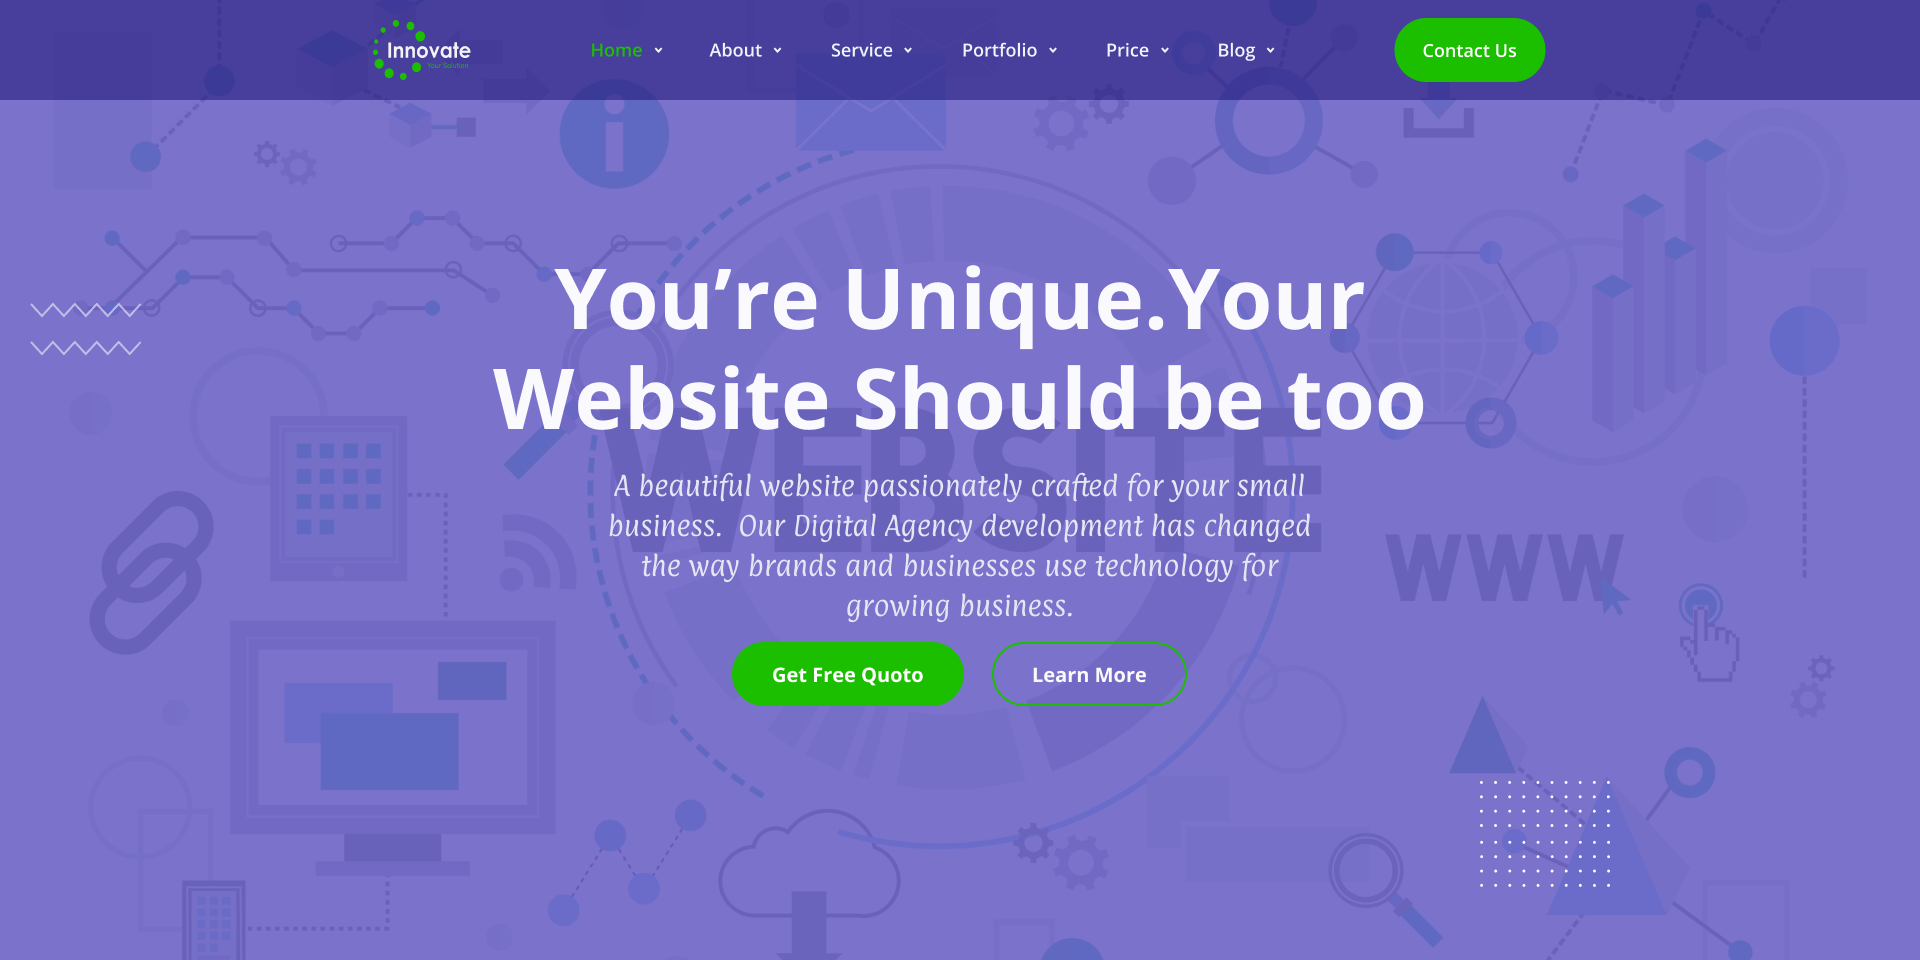 Innovate
Your Solution
Home
About
Service
Portfolio
Price
Blog
Contact Us
You’re Unique.Your
Website Should be too
WEBSITE
A beautiful website passionately crafted for your small
business. Our Digital Agency development has changed
the way brands and businesses use technology for
growing business.
WWW
Get Free Quoto
Learn More